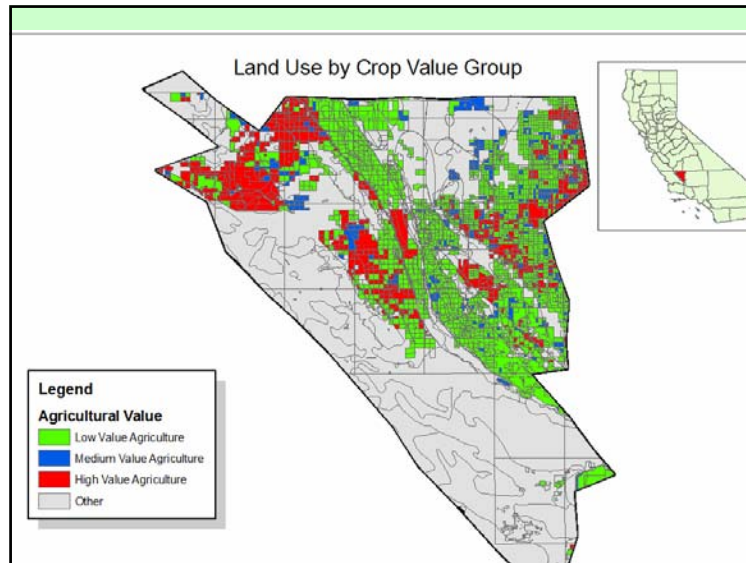 Land Use by Crop Value Group
Legend
Agricultural Value
Low Value Agriculture
Medium Value Agriculture
High Value Agriculture
Other